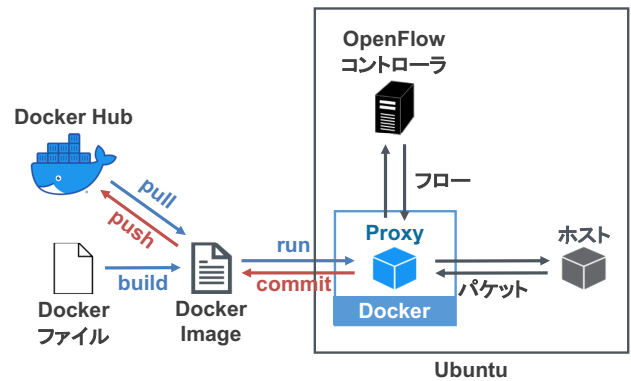 OpenFlow
コントローラ
Docker Hub
pull
push
フロー
Proxy
ホスト
run
build
commit
パケット
Docker
Docker
ファイル
Docker
Image
Ubuntu